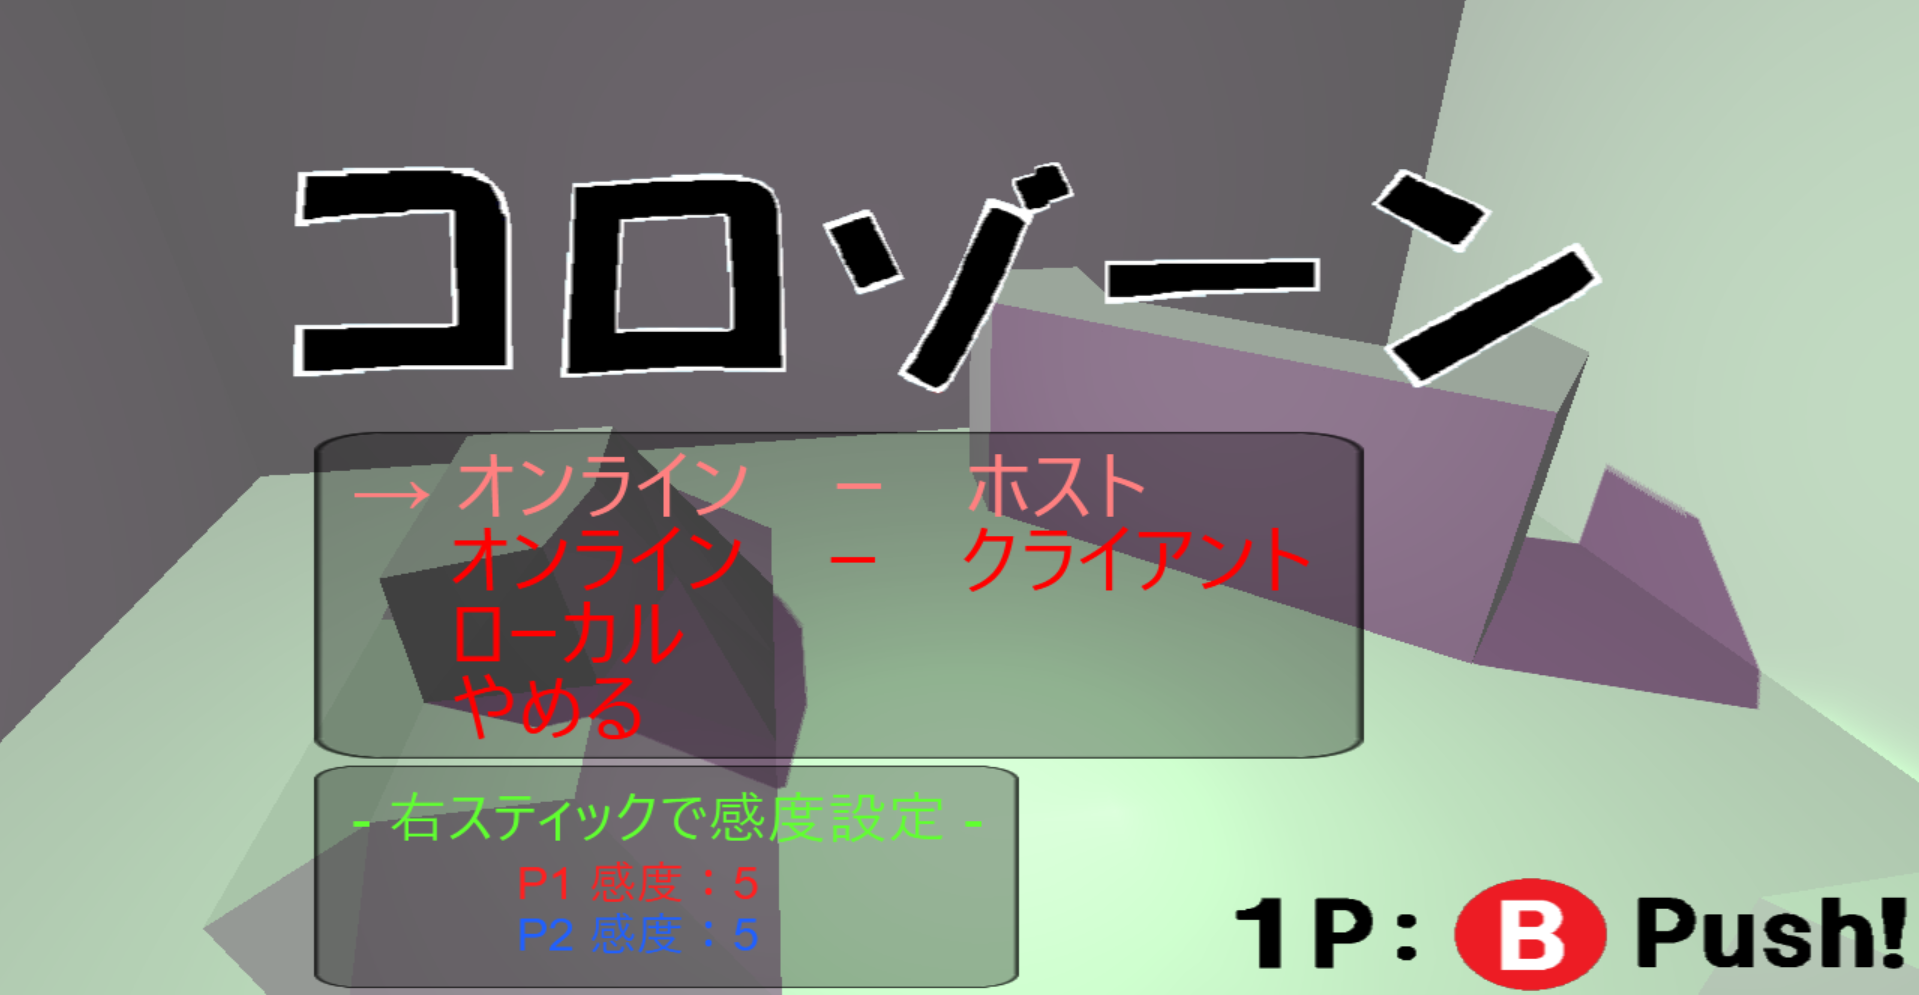 コロゾーン
→ オンライン － ホスト
オンライン － クライアント
ローカル
やめる
- 右スティックで感度設定 -
P1 感度：5
P2 感度：5
1P: B Push!